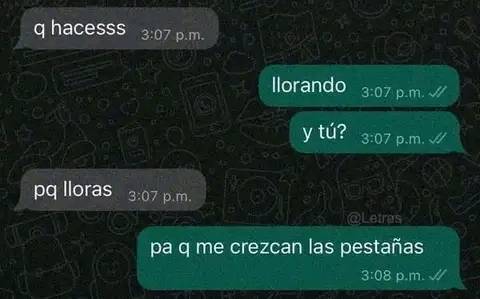 q hacesss 3:07 p.m.
llorando 3:07 p.m.
y tú? 3:07 p.m.
pq lloras 3:07 p.m.
@Letras
pa q me crezcan las pestañas
3:08 p.m.